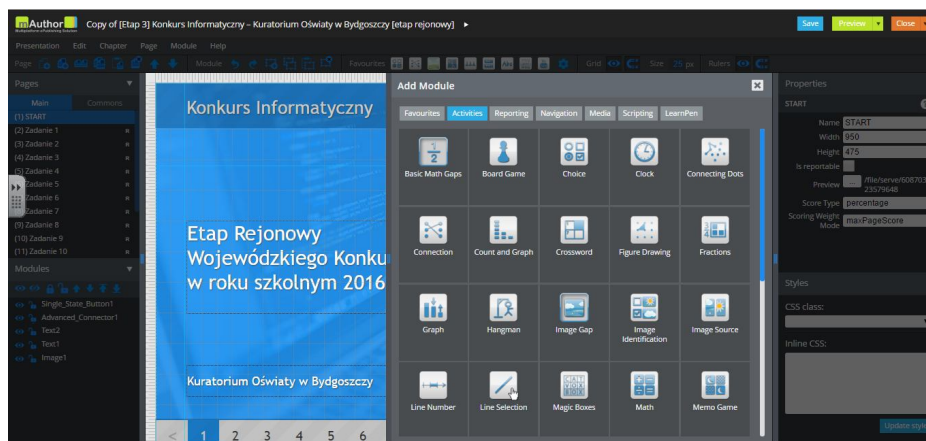 mAuthor
Copy of [Etap 3] Konkurs Informatyczny – Kuratorium Oświaty w Bydgoszczy [etap rejonowy]
Save Preview Close
Presentation Edit Chapter Page Module Help
Page Module Favourites Grid Size 25 px Rulers
Pages
Main Commons
(1) START
(2) Zadanie 1
(3) Zadanie 2
(4) Zadanie 3
(5) Zadanie 4
Zadanie 5
(7) Zadanie 6
Zadanie 7
(9) Zadanie 8
(10) Zadanie 9
(11) Zadanie 10
Modules
Single_State_Button1
Advanced_Connector1
Text2
Text1
Image1
Konkurs Informatyczny
Etap Rejonowy
Wojewódzkiego Konku
w roku szkolnym 2016
Kuratorium Oświaty w Bydgoszczy
< 1 2 3 4 5 6
Add Module
Favourites Activities Reporting Navigation Media Scripting LearnPen
Basic Math Gaps Board Game Choice Clock Connecting Dots
Connection Count and Graph Crossword Figure Drawing Fractions
Graph Hangman Image Gap Image Identification Image Source
Line Number Line Selection Magic Boxes Math Memo Game
Properties
START
Name START
Width 950
Height 475
Is reportable
Preview ... /file/serve/608703
23579648
Score Type percentage
Scoring Weight Mode maxPageScore
Styles
CSS class:
Inline CSS:
Update style